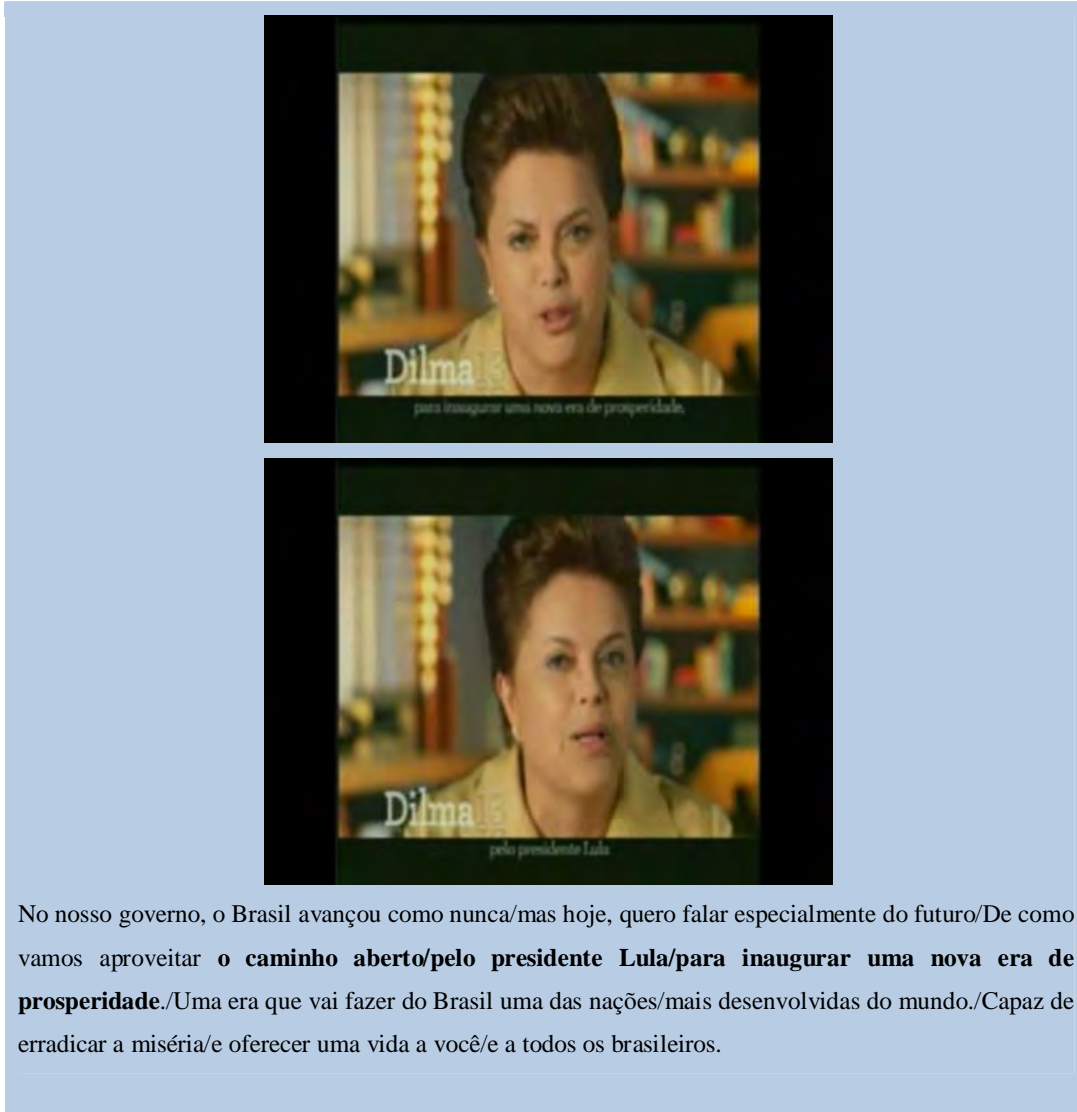 Dilma
para inaugurar uma nova era de prosperidade,
Dilma
pelo presidente Lula
No nosso governo, o Brasil avançou como nunca/mas hoje, quero falar especialmente do futuro/De como
vamos aproveitar o caminho aberto/pelo presidente Lula/para inaugurar uma nova era de
prosperidade./Uma era que vai fazer do Brasil uma das nações/mais desenvolvidas do mundo./Capaz de
erradicar a miséria/e oferecer uma vida a você/e a todos os brasileiros.